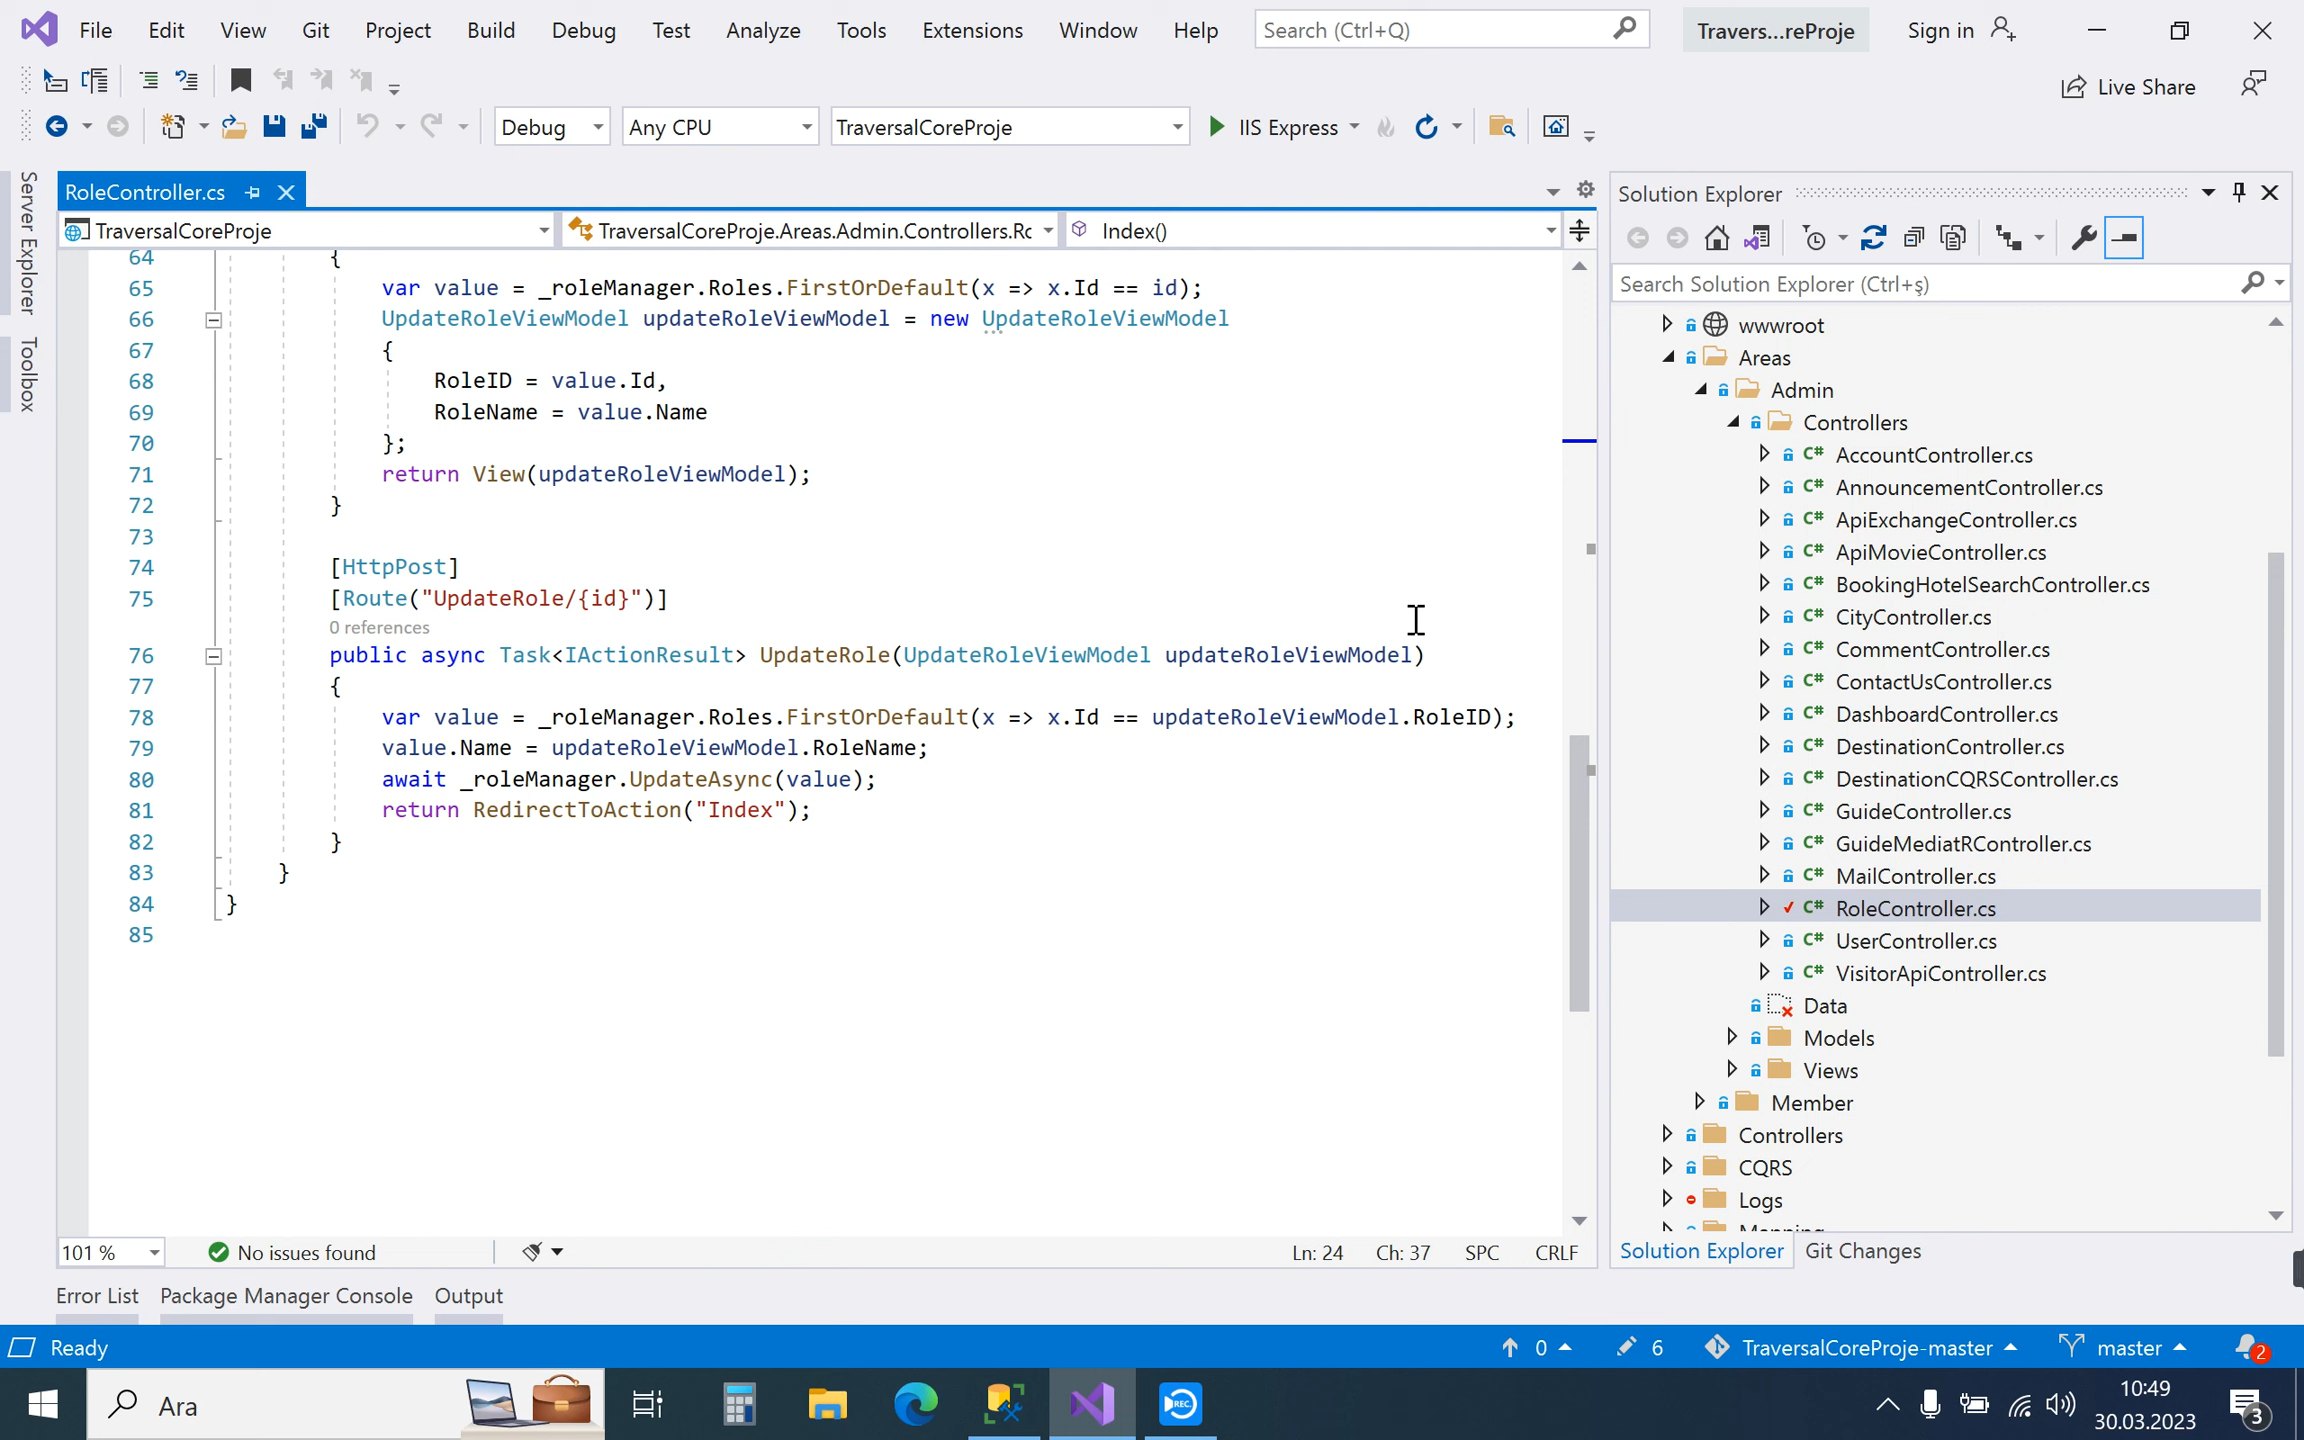 File Edit View Git Project Build Debug Test Analyze Tools Extensions Window Help Search (Ctrl+Q) Travers...reProje Sign in
Live Share
Debug Any CPU TraversalCoreProje IIS Express
Server Explorer
Toolbox
RoleController.cs
TraversalCoreProje TraversalCoreProje.Areas.Admin.Controllers.Rc Index()
64 {
65 var value = _roleManager.Roles.FirstOrDefault(x => x.Id == id);
66 UpdateRoleViewModel updateRoleViewModel = new UpdateRoleViewModel
67 {
68 RoleID = value.Id,
69 RoleName = value.Name
70 };
71 return View(updateRoleViewModel);
72 }
73
74 [HttpPost]
75 [Route("UpdateRole/{id}")]
0 references
76 public async Task<IActionResult> UpdateRole(UpdateRoleViewModel updateRoleViewModel)
77 {
78 var value = _roleManager.Roles.FirstOrDefault(x => x.Id == updateRoleViewModel.RoleID);
79 value.Name = updateRoleViewModel.RoleName;
80 await _roleManager.UpdateAsync(value);
81 return RedirectToAction("Index");
82 }
83 }
84 }
85
101 % No issues found Ln: 24 Ch: 37 SPC CRLF
Solution Explorer
Search Solution Explorer (Ctrl+ş)
wwwroot
Areas
Admin
Controllers
C# AccountController.cs
C# AnnouncementController.cs
C# ApiExchangeController.cs
C# ApiMovieController.cs
C# BookingHotelSearchController.cs
C# CityController.cs
C# CommentController.cs
C# ContactUsController.cs
C# DashboardController.cs
C# DestinationController.cs
C# DestinationCQRSController.cs
C# GuideController.cs
C# GuideMediatRController.cs
C# MailController.cs
C# RoleController.cs
C# UserController.cs
C# VisitorApiController.cs
Data
Models
Views
Member
Controllers
CQRS
Logs
Mapping
Solution Explorer Git Changes
Error List Package Manager Console Output
Ready 0 6 TraversalCoreProje-master master 2
Ara REC 10:49
30.03.2023 3